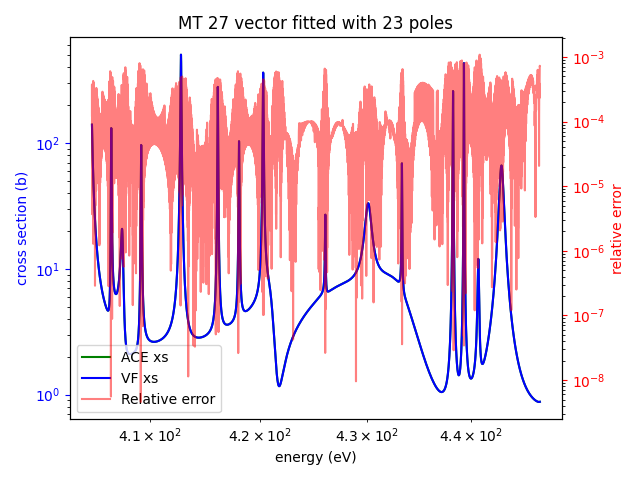 MT 27 vector fitted with 23 poles
cross section (b)
10²
10¹
10⁰
10⁻³
10⁻⁴
10⁻⁵
10⁻⁶
10⁻⁷
10⁻⁸
relative error
ACE xs
VF xs
Relative error
4.1 × 10² 4.2 × 10² 4.3 × 10² 4.4 × 10²
energy (eV)